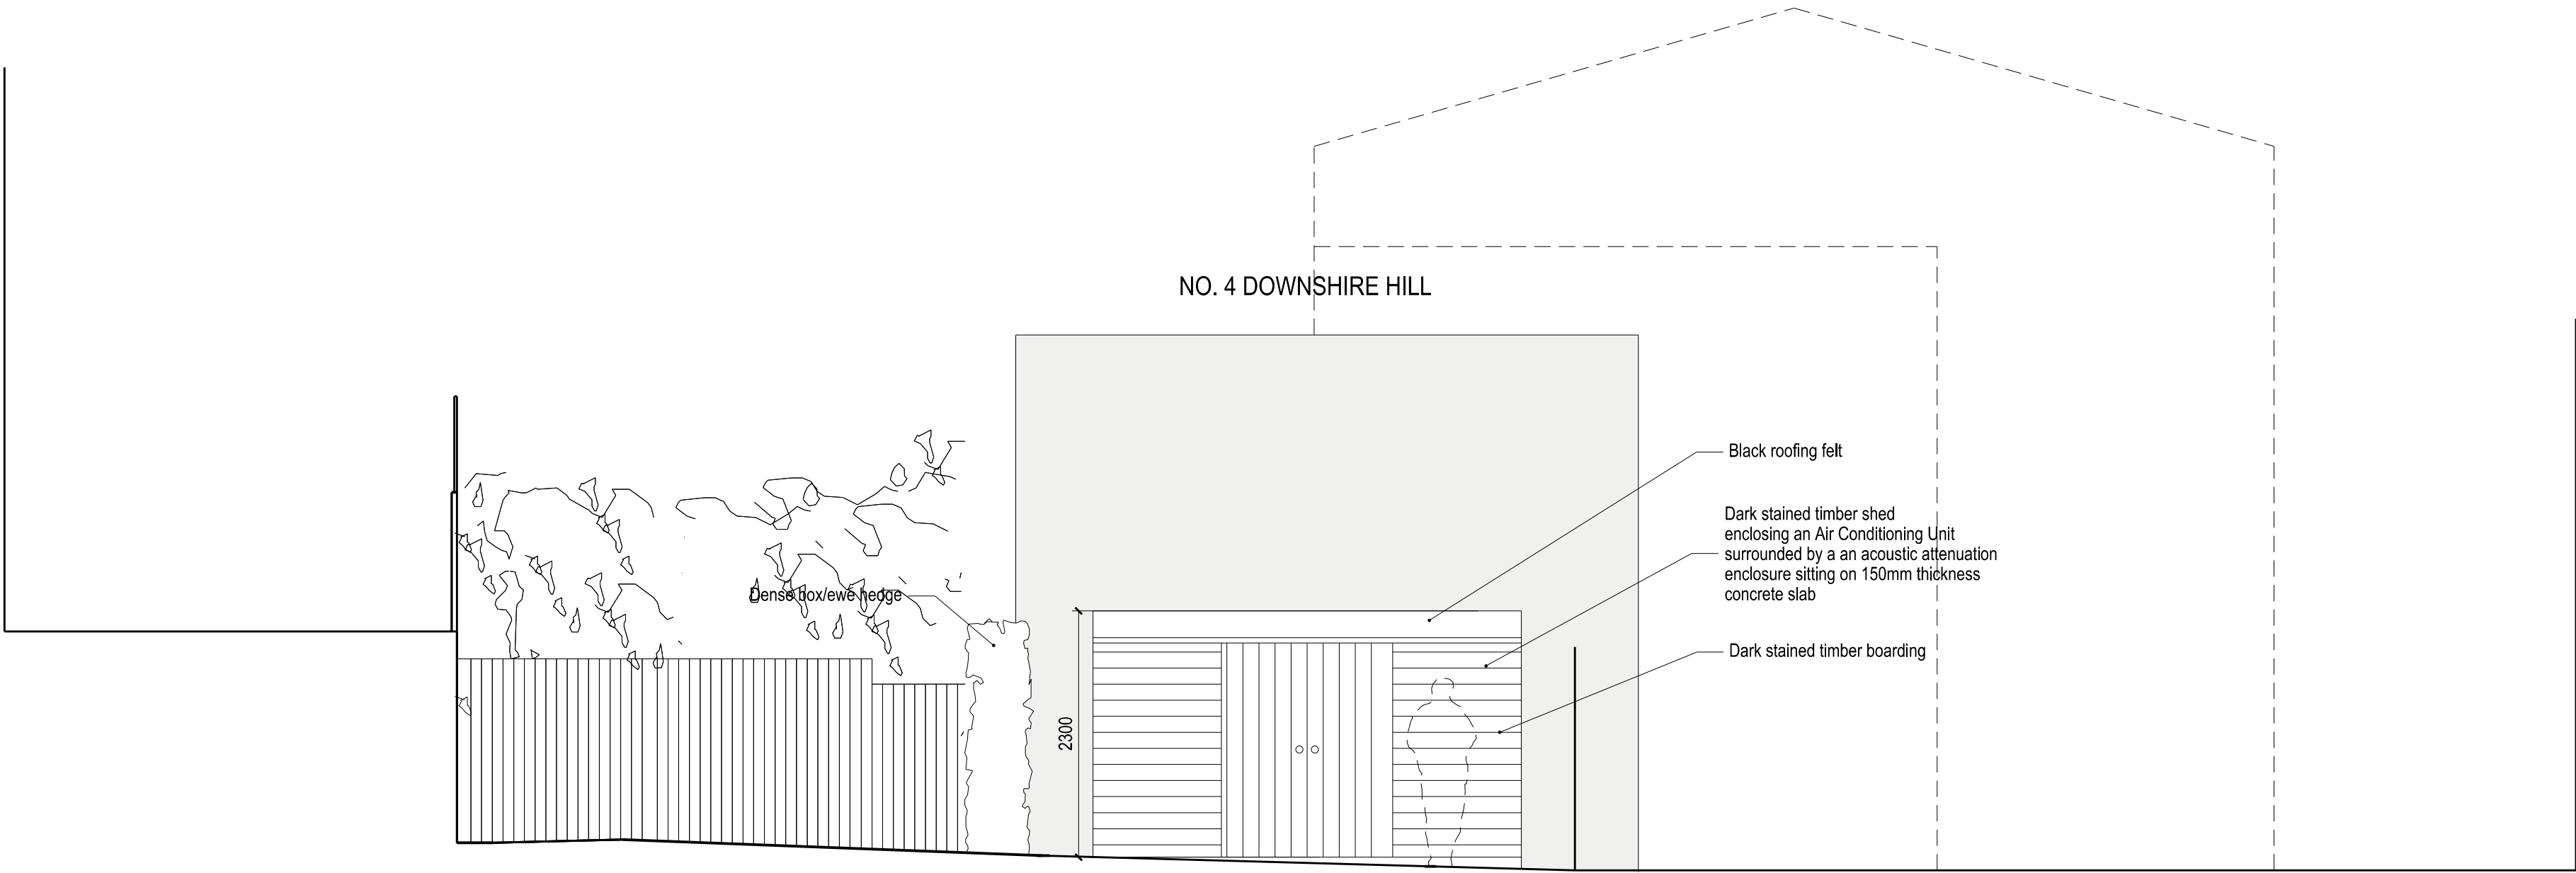 NO. 4 DOWNSHIRE HILL
Black roofing felt
Dark stained timber shed
enclosing an Air Conditioning Unit
surrounded by a an acoustic attenuation
enclosure sitting on 150mm thickness
concrete slab
Dense box/ewe hedge
Dark stained timber boarding
2300